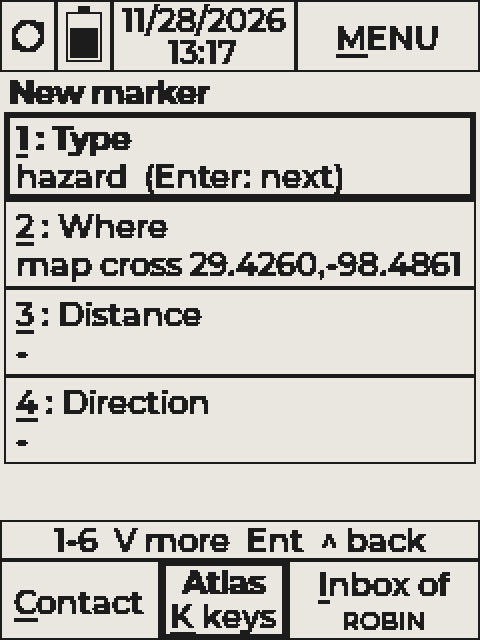 11/28/2026
13:17
MENU
New marker
1: Type
hazard (Enter: next)
2: Where
map cross 29.4260,-98.4861
3: Distance
-
4: Direction
-
1-6 V more Ent ^ back
Contact
Atlas
K keys
Inbox of
ROBIN